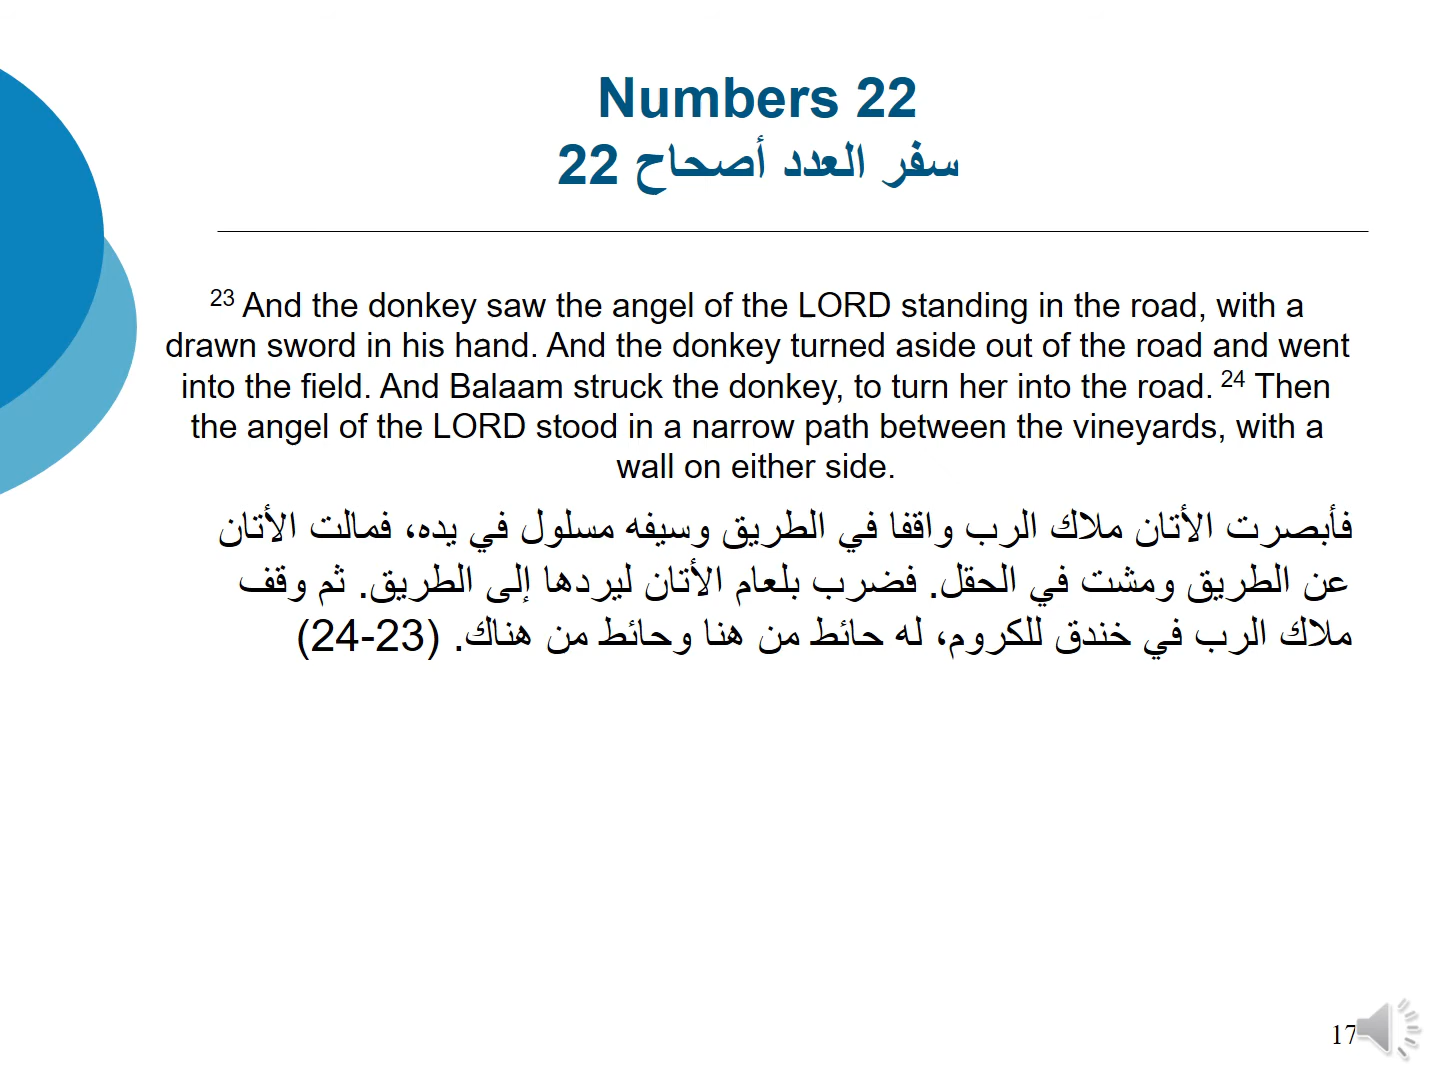 Numbers 22
سفر العدد أصحاح 22
23 And the donkey saw the angel of the LORD standing in the road, with a
drawn sword in his hand. And the donkey turned aside out of the road and went
into the field. And Balaam struck the donkey, to turn her into the road. 24 Then
the angel of the LORD stood in a narrow path between the vineyards, with a
wall on either side.
فأبصرت الأتان ملاك الرب واقفا في الطريق وسيفه مسلول في يده، فمالت الأتان
عن الطريق ومشت في الحقل. فضرب بلعام الأتان ليردها إلى الطريق. ثم وقف
ملاك الرب في خندق للكروم، له حائط من هنا وحائط من هناك. (23-24)
17